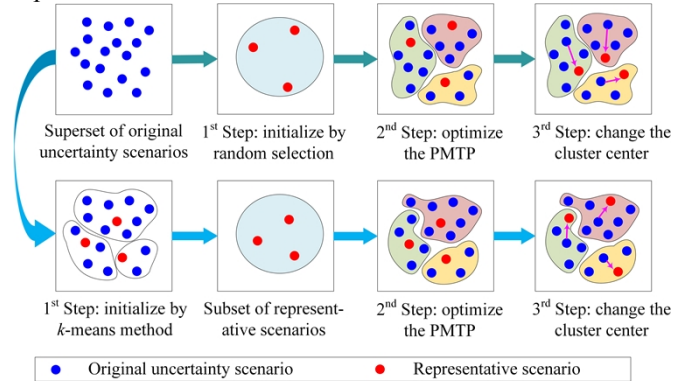 Superset of original
uncertainty scenarios
1st Step: initialize by
random selection
2nd Step: optimize
the PMTP
3rd Step: change the
cluster center
1st Step: initialize by
k-means method
Subset of represent-
ative scenarios
2nd Step: optimize
the PMTP
3rd Step: change the
cluster center
Original uncertainty scenario
Representative scenario